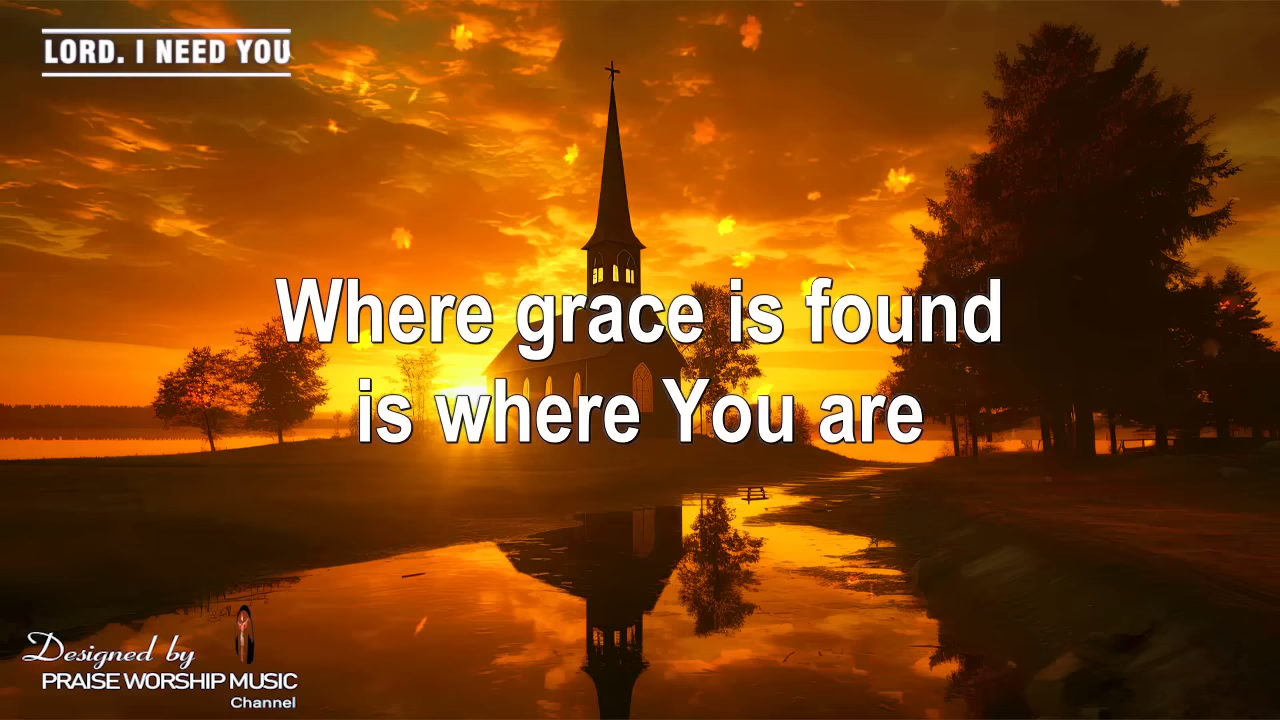 LORD. I NEED YOU
Where grace is found
is where You are
Designed by
PRAISE WORSHIP MUSIC
Channel